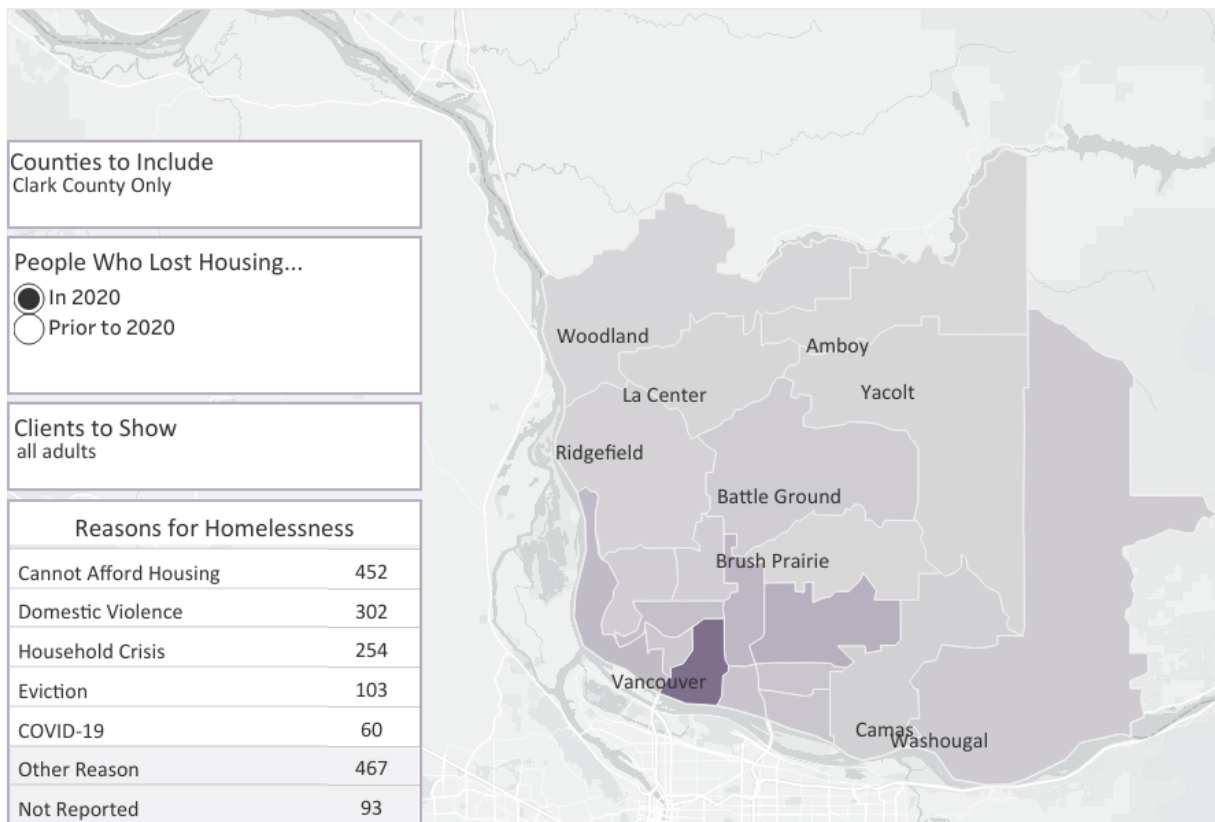 Counties to Include
Clark County Only
People Who Lost Housing...
In 2020
Prior to 2020
Clients to Show
all adults
Reasons for Homelessness
Cannot Afford Housing 452
Domestic Violence 302
Household Crisis 254
Eviction 103
COVID-19 60
Other Reason 467
Not Reported 93
Woodland
Amboy
La Center
Yacolt
Ridgefield
Battle Ground
Brush Prairie
Vancouver
Camas
Washougal